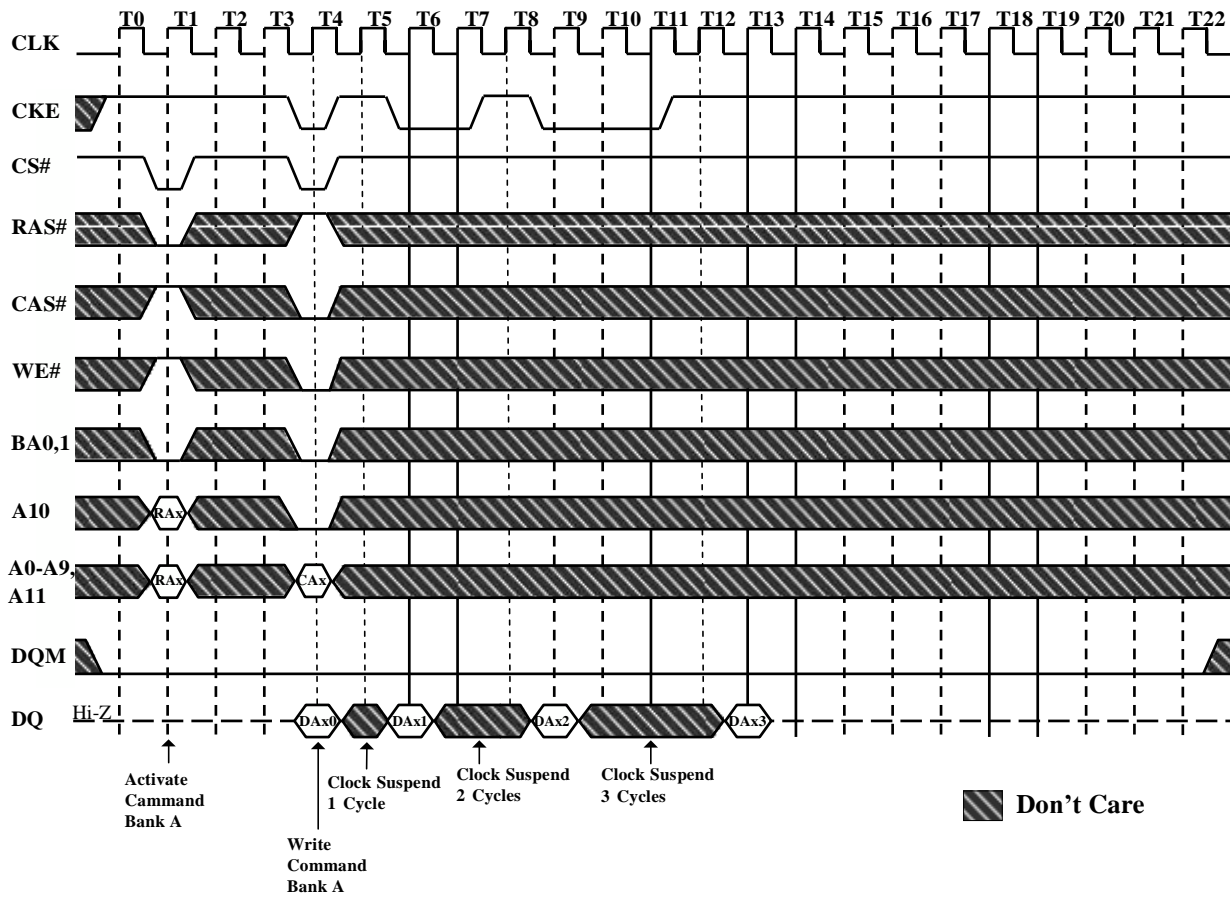 T0 T1 T2 T3 T4 T5 T6 T7 T8 T9 T10 T11 T12 T13 T14 T15 T16 T17 T18 T19 T20 T21 T22
CLK
CKE
CS#
RAS#
CAS#
WE#
BA0,1
A10
RAx
A0-A9,
A11
RAx
CAx
DQM
DQ
Hi-Z
DAx0
DAx1
DAx2
DAx3
Activate
Cammand
Bank A
Write
Command
Bank A
Clock Suspend
1 Cycle
Clock Suspend
2 Cycles
Clock Suspend
3 Cycles
Don't Care